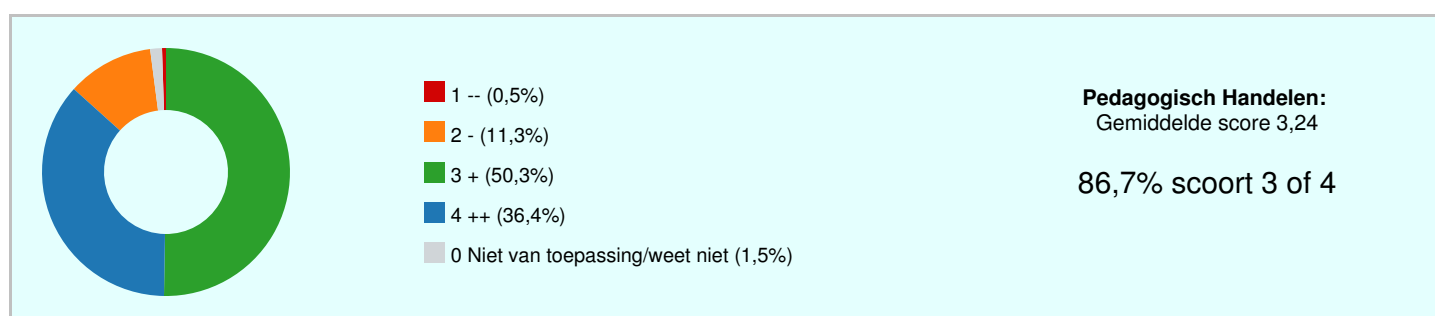 1 -- (0,5%)
2 - (11,3%)
3 + (50,3%)
4 ++ (36,4%)
0 Niet van toepassing/weet niet (1,5%)
Pedagogisch Handelen:
Gemiddelde score 3,24
86,7% scoort 3 of 4